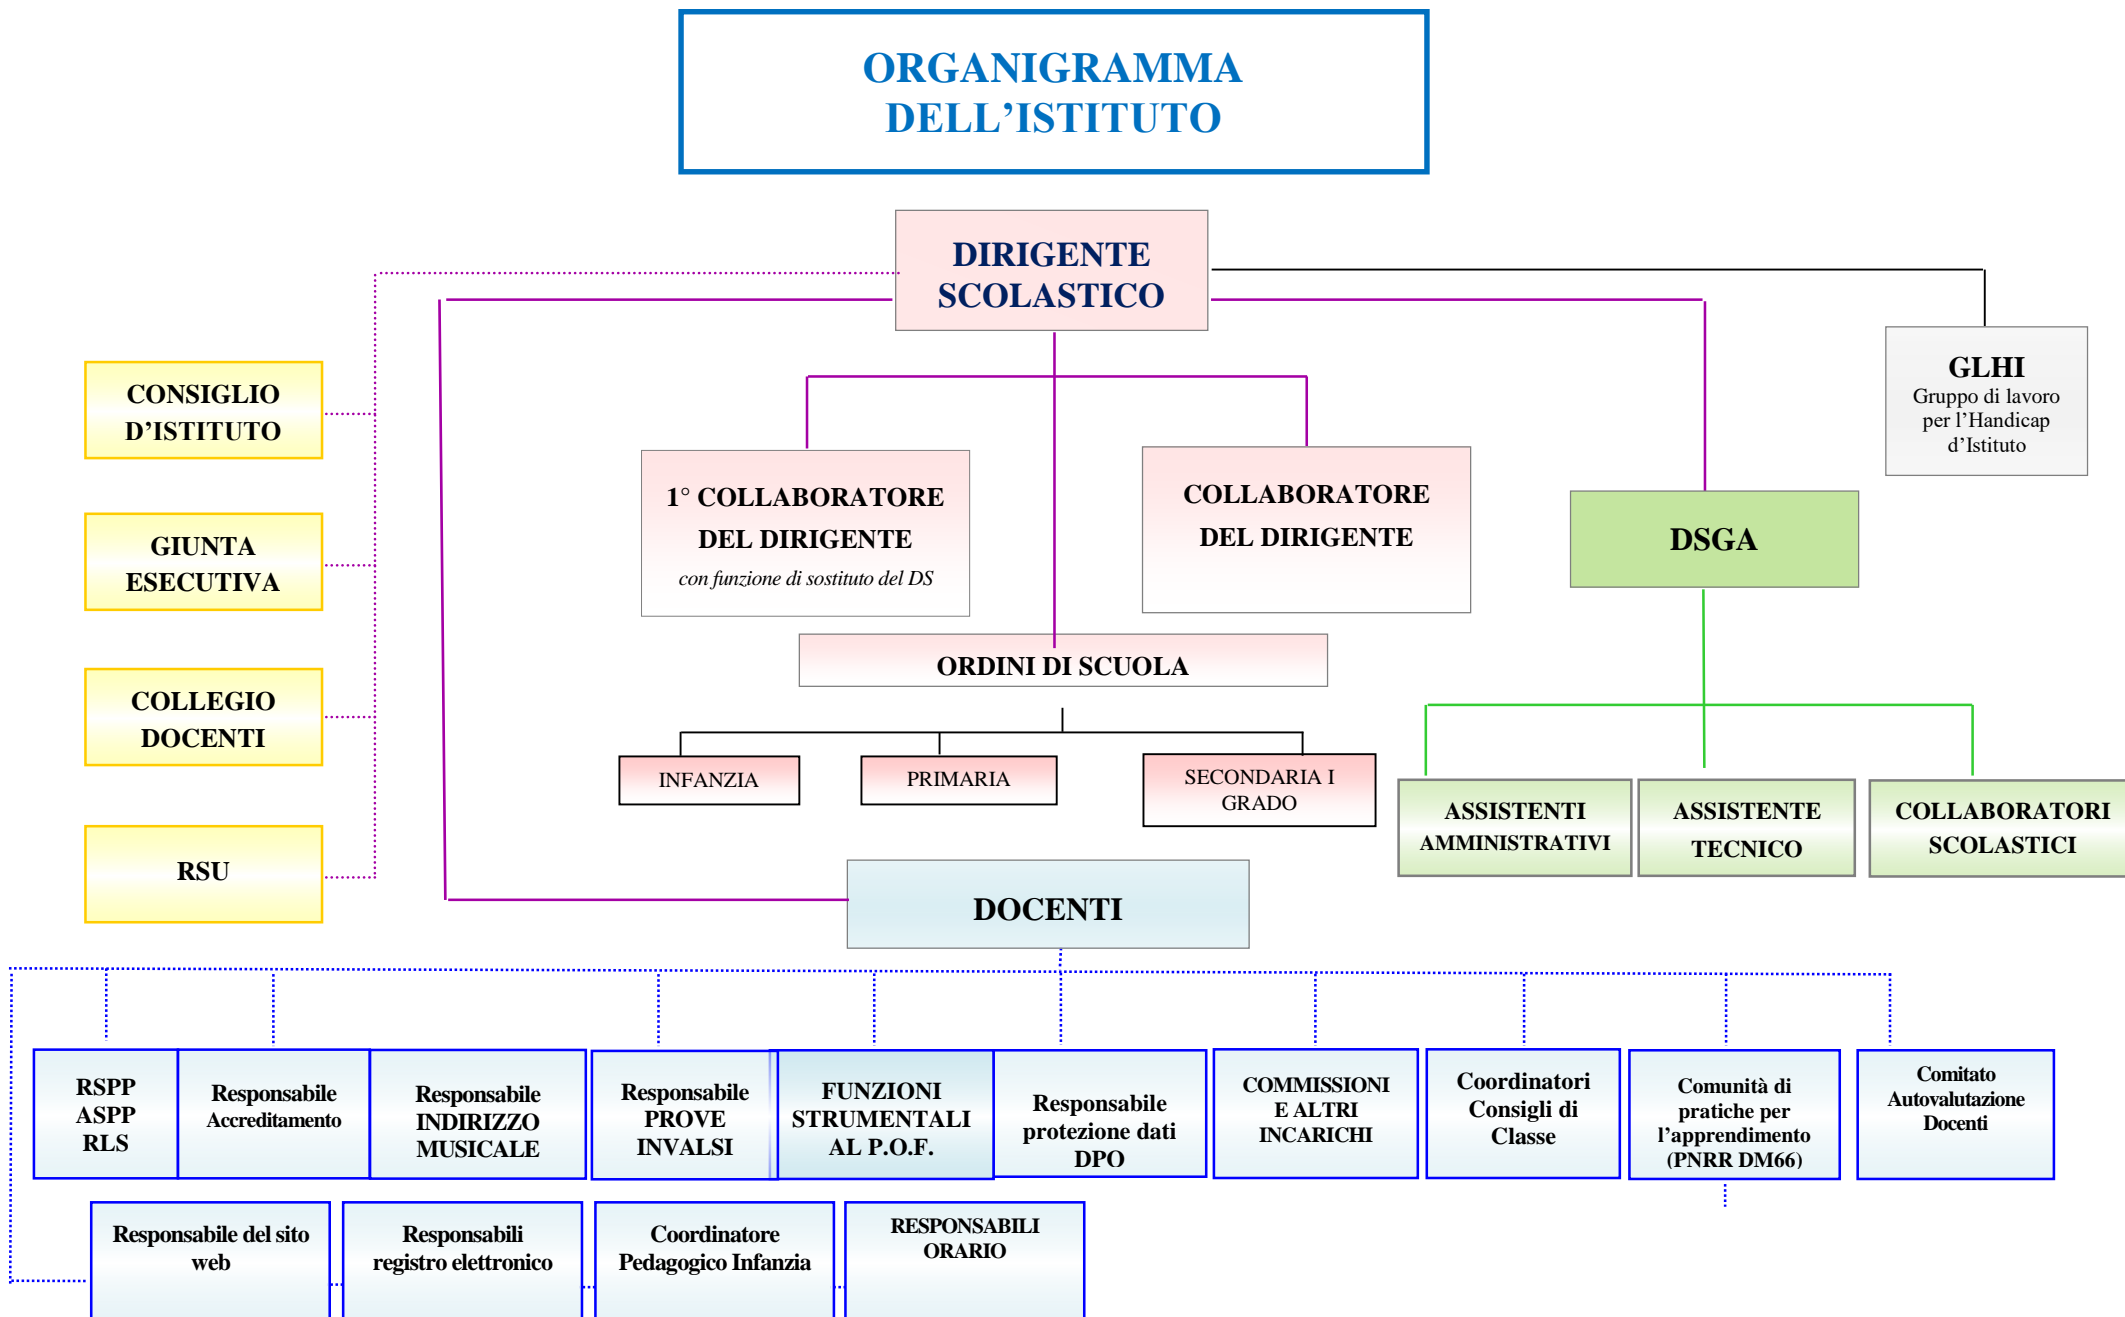 ORGANIGRAMMA
DELL’ISTITUTO
DIRIGENTE
SCOLASTICO
CONSIGLIO
D’ISTITUTO
GIUNTA
ESECUTIVA
COLLEGIO
DOCENTI
RSU
1° COLLABORATORE
DEL DIRIGENTE
con funzione di sostituto del DS
COLLABORATORE
DEL DIRIGENTE
GLHI
Gruppo di lavoro
per l’Handicap
d’Istituto
DSGA
ORDINI DI SCUOLA
INFANZIA
PRIMARIA
SECONDARIA I
GRADO
ASSISTENTI
AMMINISTRATIVI
ASSISTENTE
TECNICO
COLLABORATORI
SCOLASTICI
DOCENTI
RSPP
ASPP
RLS
Responsabile
Accreditamento
Responsabile
INDIRIZZO
MUSICALE
Responsabile
PROVE
INVALSI
FUNZIONI
STRUMENTALI
AL P.O.F.
Responsabile
protezione dati
DPO
COMMISSIONI
E ALTRI
INCARICHI
Coordinatori
Consigli di
Classe
Comunità di
pratiche per
l’apprendimento
(PNRR DM66)
Comitato
Autovalutazione
Docenti
Responsabile del sito
web
Responsabili
registro elettronico
Coordinatore
Pedagogico Infanzia
RESPONSABILI
ORARIO